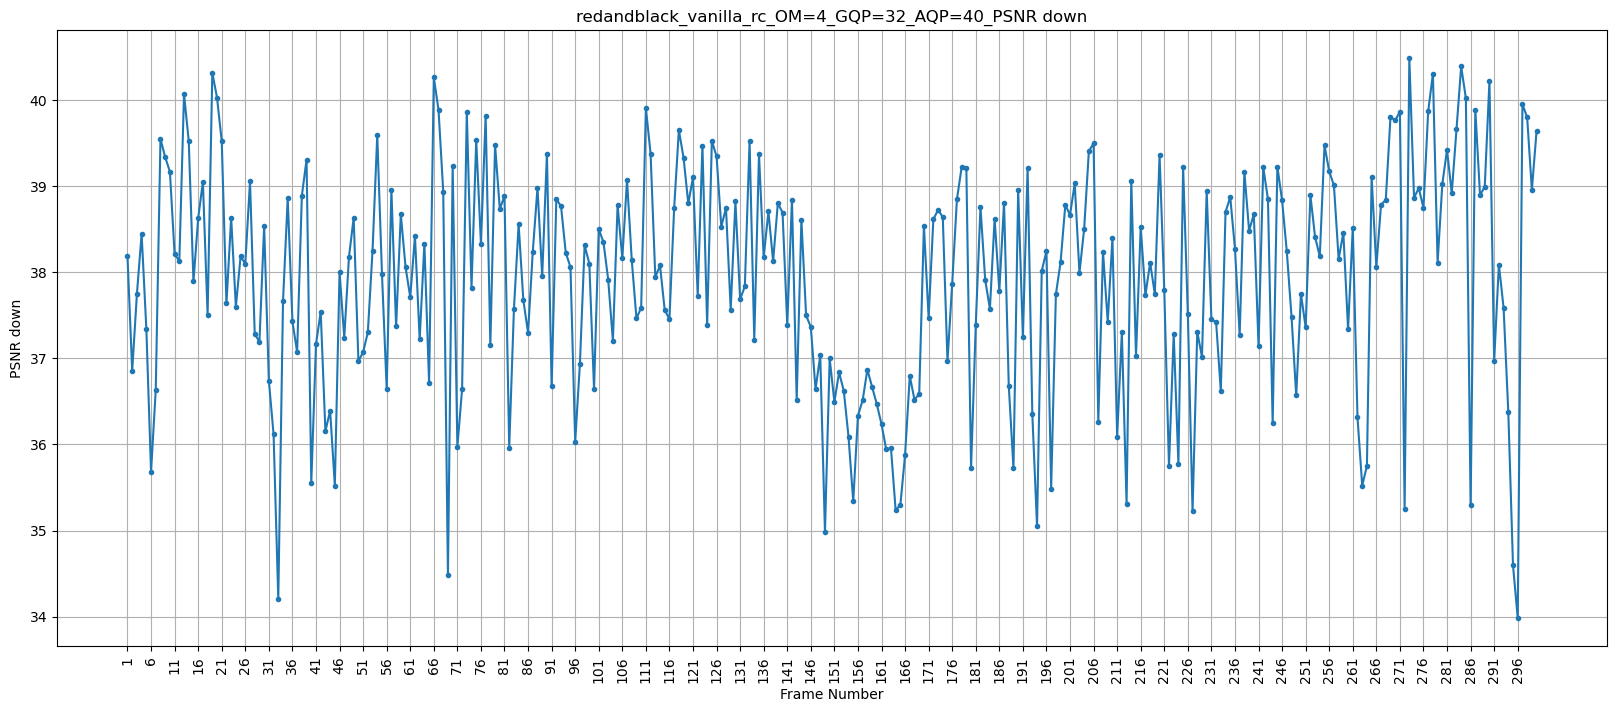 redandblack_vanilla_rc_OM=4_GQP=32_AQP=40_PSNR down
PSNR down
40
39
38
37
36
35
34
1 6 11 16 21 26 31 36 41 46 51 56 61 66 71 76 81 86 91 96 101 106 111 116 121 126 131 136 141 146 151 156 161 166 171 176 181 186 191 196 201 206 211 216 221 226 231 236 241 246 251 256 261 266 271 276 281 286 291 296
Frame Number